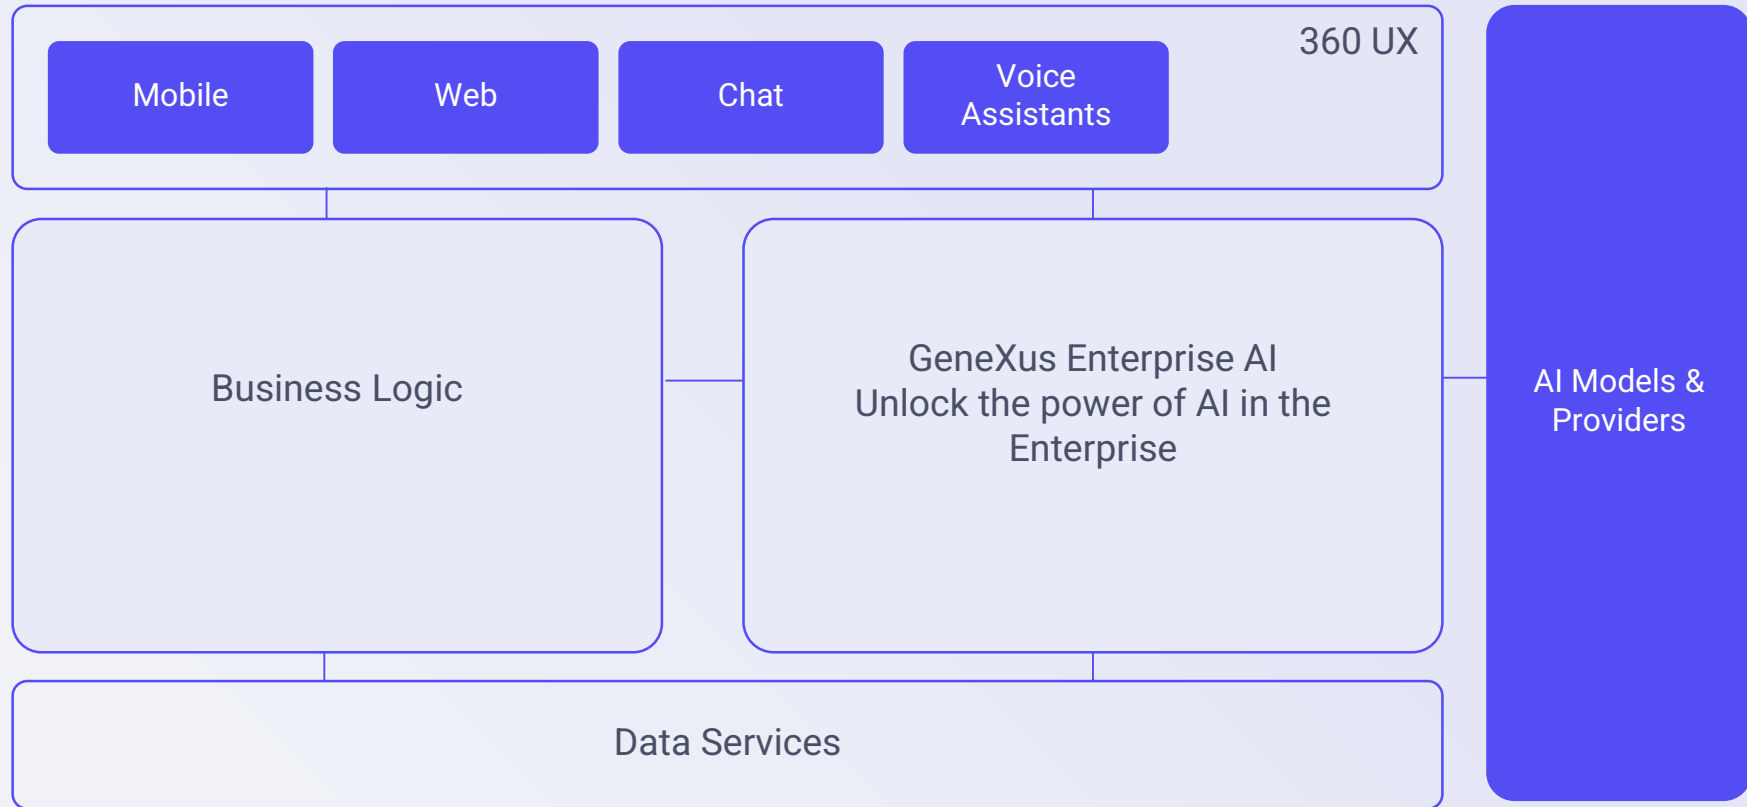 360 UX
Mobile
Web
Chat
Voice
Assistants
Business Logic
GeneXus Enterprise AI
Unlock the power of AI in the
Enterprise
AI Models &
Providers
Data Services